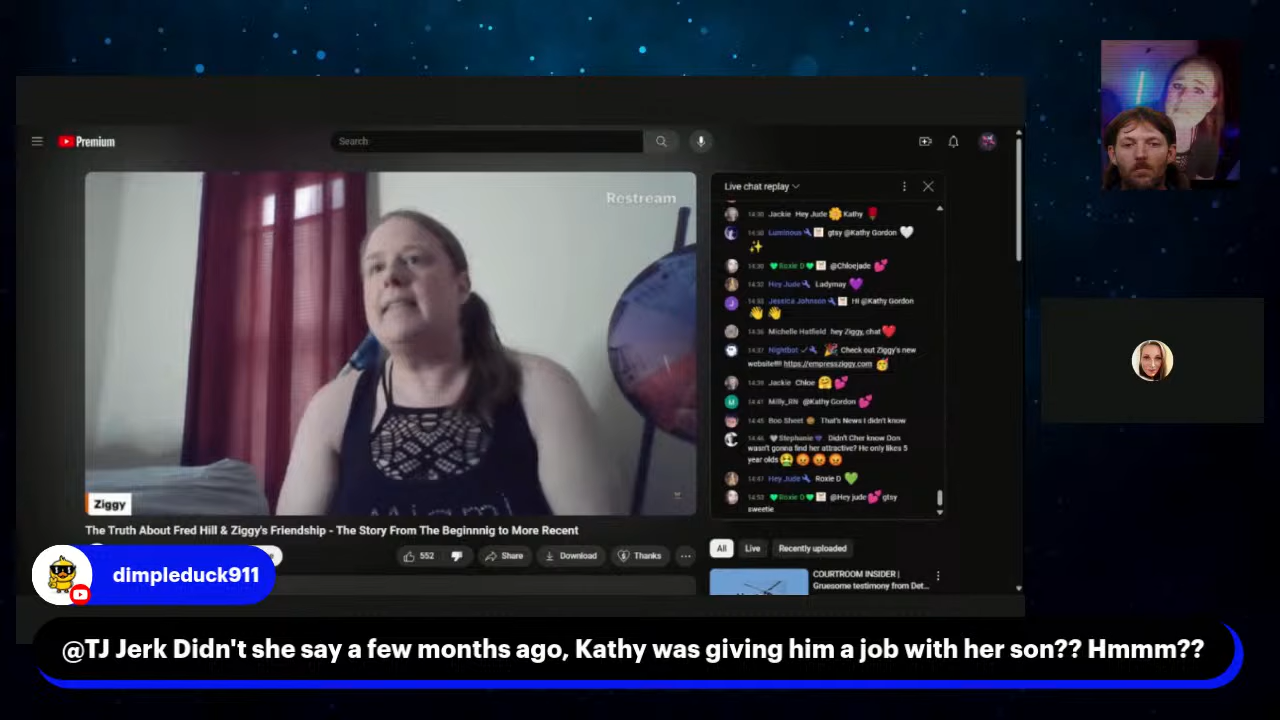 Premium
Search
Restream
Live chat replay
14:30 Jackie Hey Jude Kathy
14:30 Luminous gtsy @Kathy Gordon
14:30 Roxie D @Chloejade
14:32 Hey Jude Ladymay
14:33 Jessica Johnson Hi @Kathy Gordon
14:36 Michelle Hatfield hey Ziggy, chat
14:37 Nightbot Check out Ziggy's new
website!!!! https://empressziggy.com
14:39 Jackie Chloe
14:41 Milly_RN @Kathy Gordon
14:45 Boo Sheet That's News I didn't know
14:46 Stephanie Didn't Cher know Don
wasn't gonna find her attractive? He only likes 5
year olds
14:47 Hey Jude Roxie D
14:53 Roxie D @Hey jude gtsy
sweetie
Ziggy
The Truth About Fred Hill & Ziggy's Friendship - The Story From The Beginnnig to More Recent
552 Share Download Thanks
All Live Recently uploaded
COURTROOM INSIDER |
Gruesome testimony from Det...
dimpleduck911
@TJ Jerk Didn't she say a few months ago, Kathy was giving him a job with her son?? Hmmm??